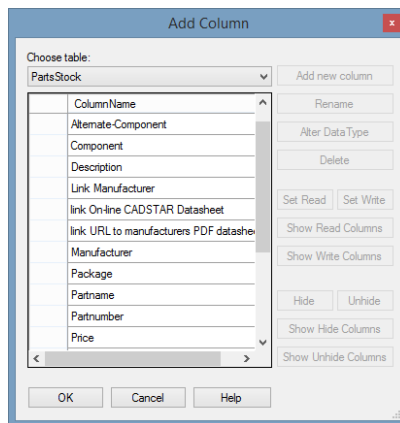 Add Column
x
Choose table:
PartsStock
Add new column
Rename
Alter DataType
Delete
Set Read Set Write
Show Read Columns
Show Write Columns
Hide Unhide
Show Hide Columns
Show Unhide Columns
ColumnName
Alternate-Component
Component
Description
Link Manufacturer
link On-line CADSTAR Datasheet
link URL to manufacturers PDF datashe
Manufacturer
Package
Partname
Partnumber
Price
OK Cancel Help